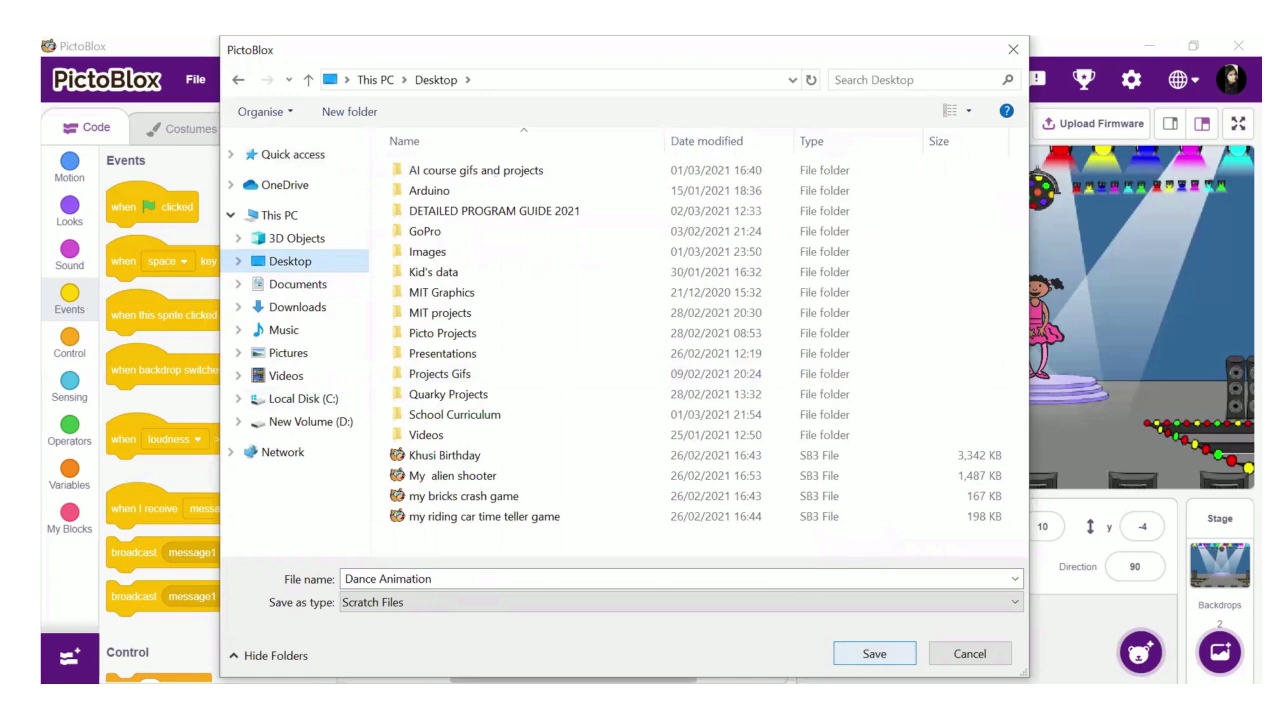 PictoBlox
PictoBlox
PictoBlox File
This PC > Desktop >
Search Desktop
Organise New folder
Code Costumes
Upload Firmware
Name Date modified Type Size
Motion
Looks
Sound
Events
Control
Sensing
Operators
Variables
My Blocks
Events
when clicked
when space key
when this sprite clicked
when backdrop switche
when loudness >
when I receive messa
broadcast message1
broadcast message1
Control
Quick access
OneDrive
This PC
3D Objects
Desktop
Documents
Downloads
Music
Pictures
Videos
Local Disk (C:)
New Volume (D:)
Network
AI course gifs and projects 01/03/2021 16:40 File folder
Arduino 15/01/2021 18:36 File folder
DETAILED PROGRAM GUIDE 2021 02/03/2021 12:33 File folder
GoPro 03/02/2021 21:24 File folder
Images 01/03/2021 23:50 File folder
Kid's data 30/01/2021 16:32 File folder
MIT Graphics 21/12/2020 15:32 File folder
MIT projects 28/02/2021 20:30 File folder
Picto Projects 28/02/2021 08:53 File folder
Presentations 26/02/2021 12:19 File folder
Projects Gifs 09/02/2021 20:24 File folder
Quarky Projects 28/02/2021 13:32 File folder
School Curriculum 01/03/2021 21:54 File folder
Videos 25/01/2021 12:50 File folder
Khusi Birthday 26/02/2021 16:43 SB3 File 3,342 KB
My alien shooter 26/02/2021 16:53 SB3 File 1,487 KB
my bricks crash game 26/02/2021 16:43 SB3 File 167 KB
my riding car time teller game 26/02/2021 16:44 SB3 File 198 KB
File name: Dance Animation
Save as type: Scratch Files
Hide Folders
Save Cancel
10 y -4
Direction 90
Stage
Backdrops
2